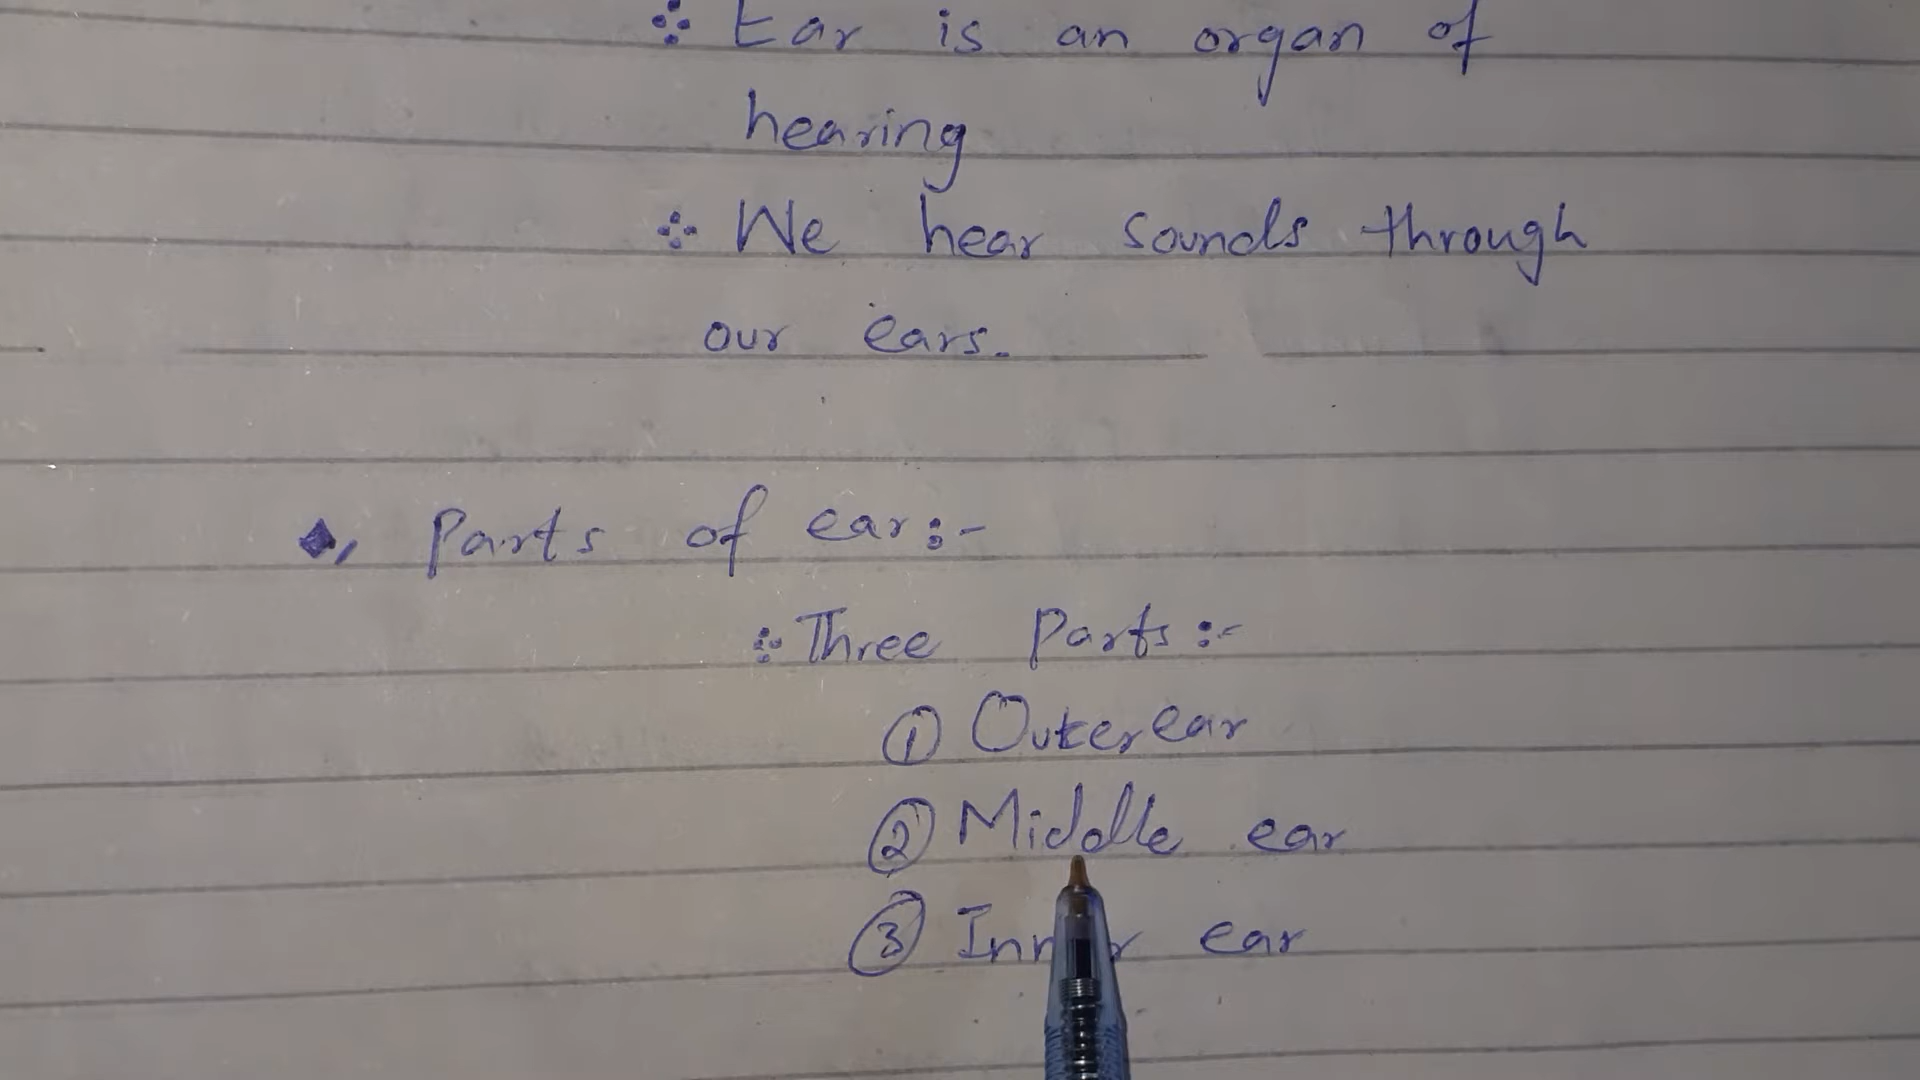 Ear is an organ of
hearing
We hear sounds through
our ears.
Parts of ear:-
Three Parts:-
① Outer ear
② Middle ear
③ ear